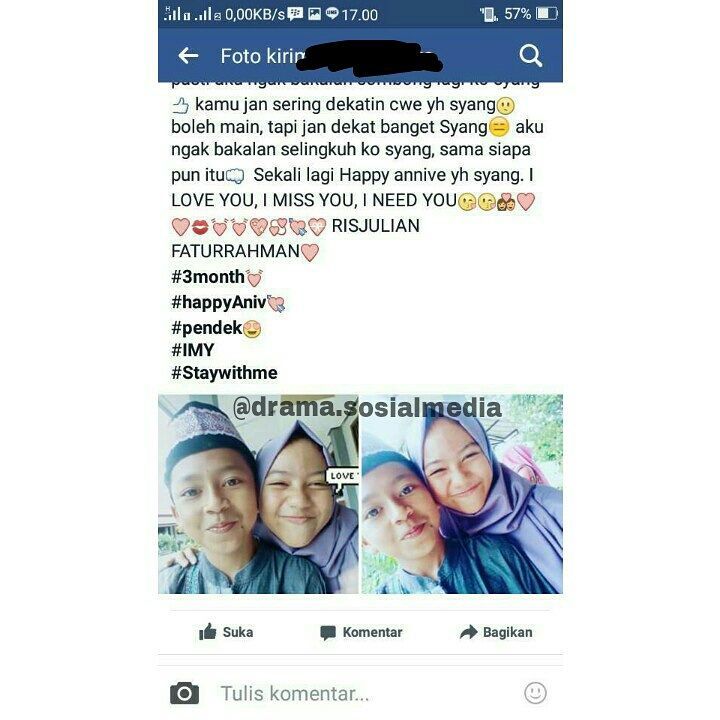 0,00KB/s 17.00 57%
Foto kirim
pasti aku ngak bakalan sombong lagi ko syang
kamu jan sering dekatin cwe yh syang
boleh main, tapi jan dekat banget Syang aku
ngak bakalan selingkuh ko syang, sama siapa
pun itu Sekali lagi Happy annive yh syang. I
LOVE YOU, I MISS YOU, I NEED YOU
RISJULIAN
FATURRAHMAN
#3month
#happyAniv
#pendek
#IMY
#Staywithme
@drama.sosialmedia
LOVE
Suka Komentar Bagikan
Tulis komentar...